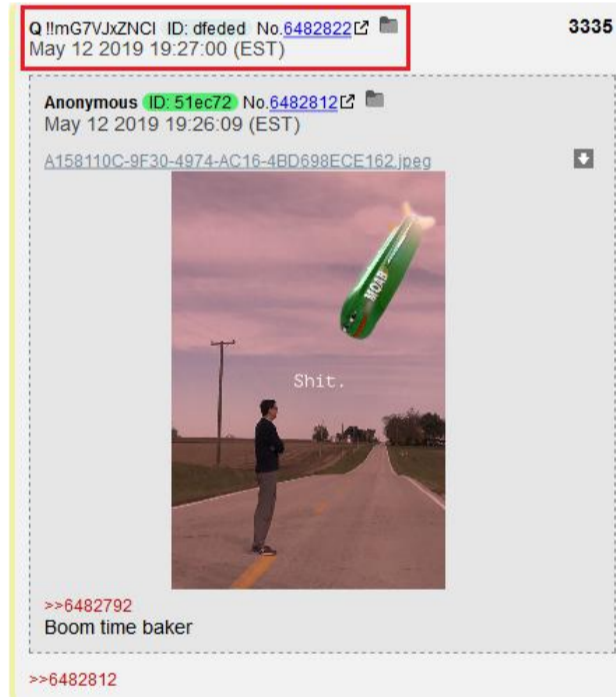 Q !!mG7VJxZNCI ID: dfeded No.6482822
3335
May 12 2019 19:27:00 (EST)
Anonymous ID: 51ec72 No.6482812
May 12 2019 19:26:09 (EST)
A158110C-9F30-4974-AC16-4BD698ECE162.jpeg
MOAB
Shit.
>>6482792
Boom time baker
>>6482812